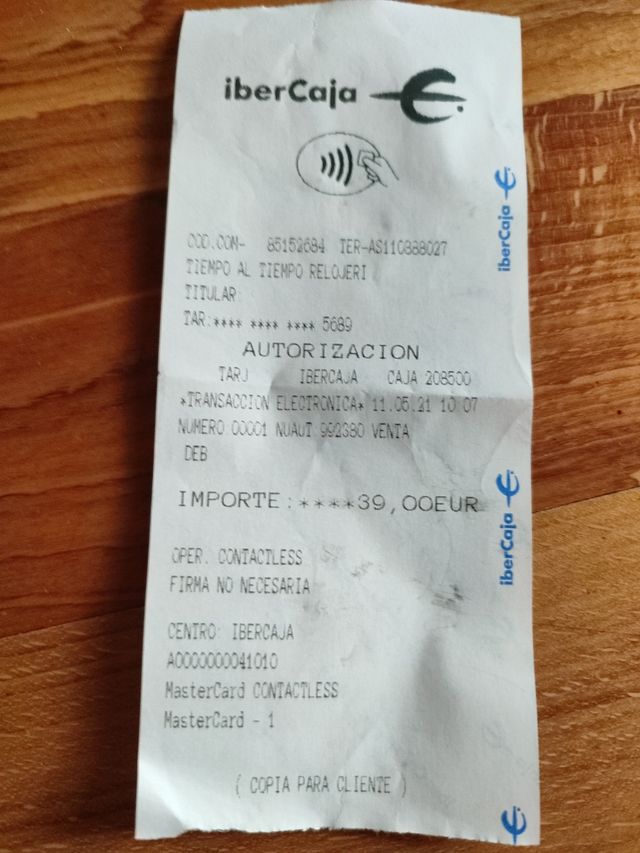 iberCaja
COD.COM- 85152684 TER-AS110388027
TIEMPO AL TIEMPO RELOJERI
TITULAR:
TAR:**** **** **** 5689
AUTORIZACION
TARJ IBERCAJA CAJA 208500
*TRANSACCION ELECTRONICA* 11.05.21 10:07
NUMERO:00001 NUAUT:992380 VENTA
DEB
IMPORTE:****39,00EUR
OPER. CONTACTLESS
FIRMA NO NECESARIA
CENTRO: IBERCAJA
A0000000041010
MasterCard CONTACTLESS
MasterCard - 1
( COPIA PARA CLIENTE )
iberCaja
iberCaja